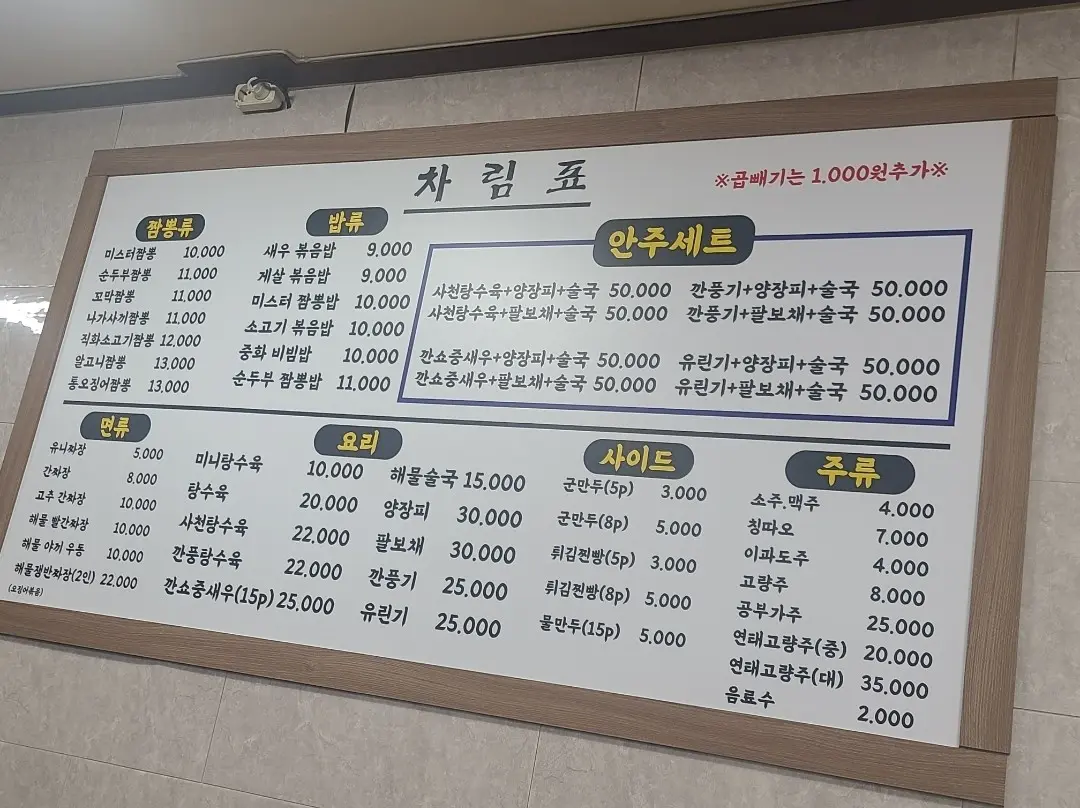 차림표
※곱빼기는 1.000원추가※
짬뽕류
미스터짬뽕 10.000
순두부짬뽕 11.000
꼬막짬뽕 11.000
나가사끼짬뽕 11.000
직화소고기짬뽕 12.000
알고니짬뽕 13.000
통오징어짬뽕 13.000
밥류
새우 볶음밥 9.000
게살 볶음밥 9.000
미스터 짬뽕밥 10.000
소고기 볶음밥 10.000
중화 비빔밥 10.000
순두부 짬뽕밥 11.000
안주세트
사천탕수육+양장피+술국 50.000 깐풍기+양장피+술국 50.000
사천탕수육+팔보채+술국 50.000 깐풍기+팔보채+술국 50.000
깐쇼중새우+양장피+술국 50.000 유린기+양장피+술국 50.000
깐쇼중새우+팔보채+술국 50.000 유린기+팔보채+술국 50.000
면류
유니짜장 5.000
간짜장 8.000
고추 간짜장 10.000
해물 빨간짜장 10.000
해물 야끼 우동 10.000
해물쟁반짜장(2인) 22.000
(오징어볶음)
요리
미니탕수육 10.000 해물술국 15.000
탕수육 20.000 양장피 30.000
사천탕수육 22.000 팔보채 30.000
깐풍탕수육 22.000 깐풍기 25.000
깐쇼중새우(15p) 25.000 유린기 25.000
사이드
군만두(5p) 3.000
군만두(8p) 5.000
튀김찐빵(5p) 3.000
튀김찐빵(8p) 5.000
물만두(15p) 5.000
주류
소주.맥주 4.000
칭따오 7.000
이과도주 4.000
고량주 8.000
공부가주 25.000
연태고량주(중) 20.000
연태고량주(대) 35.000
음료수 2.000